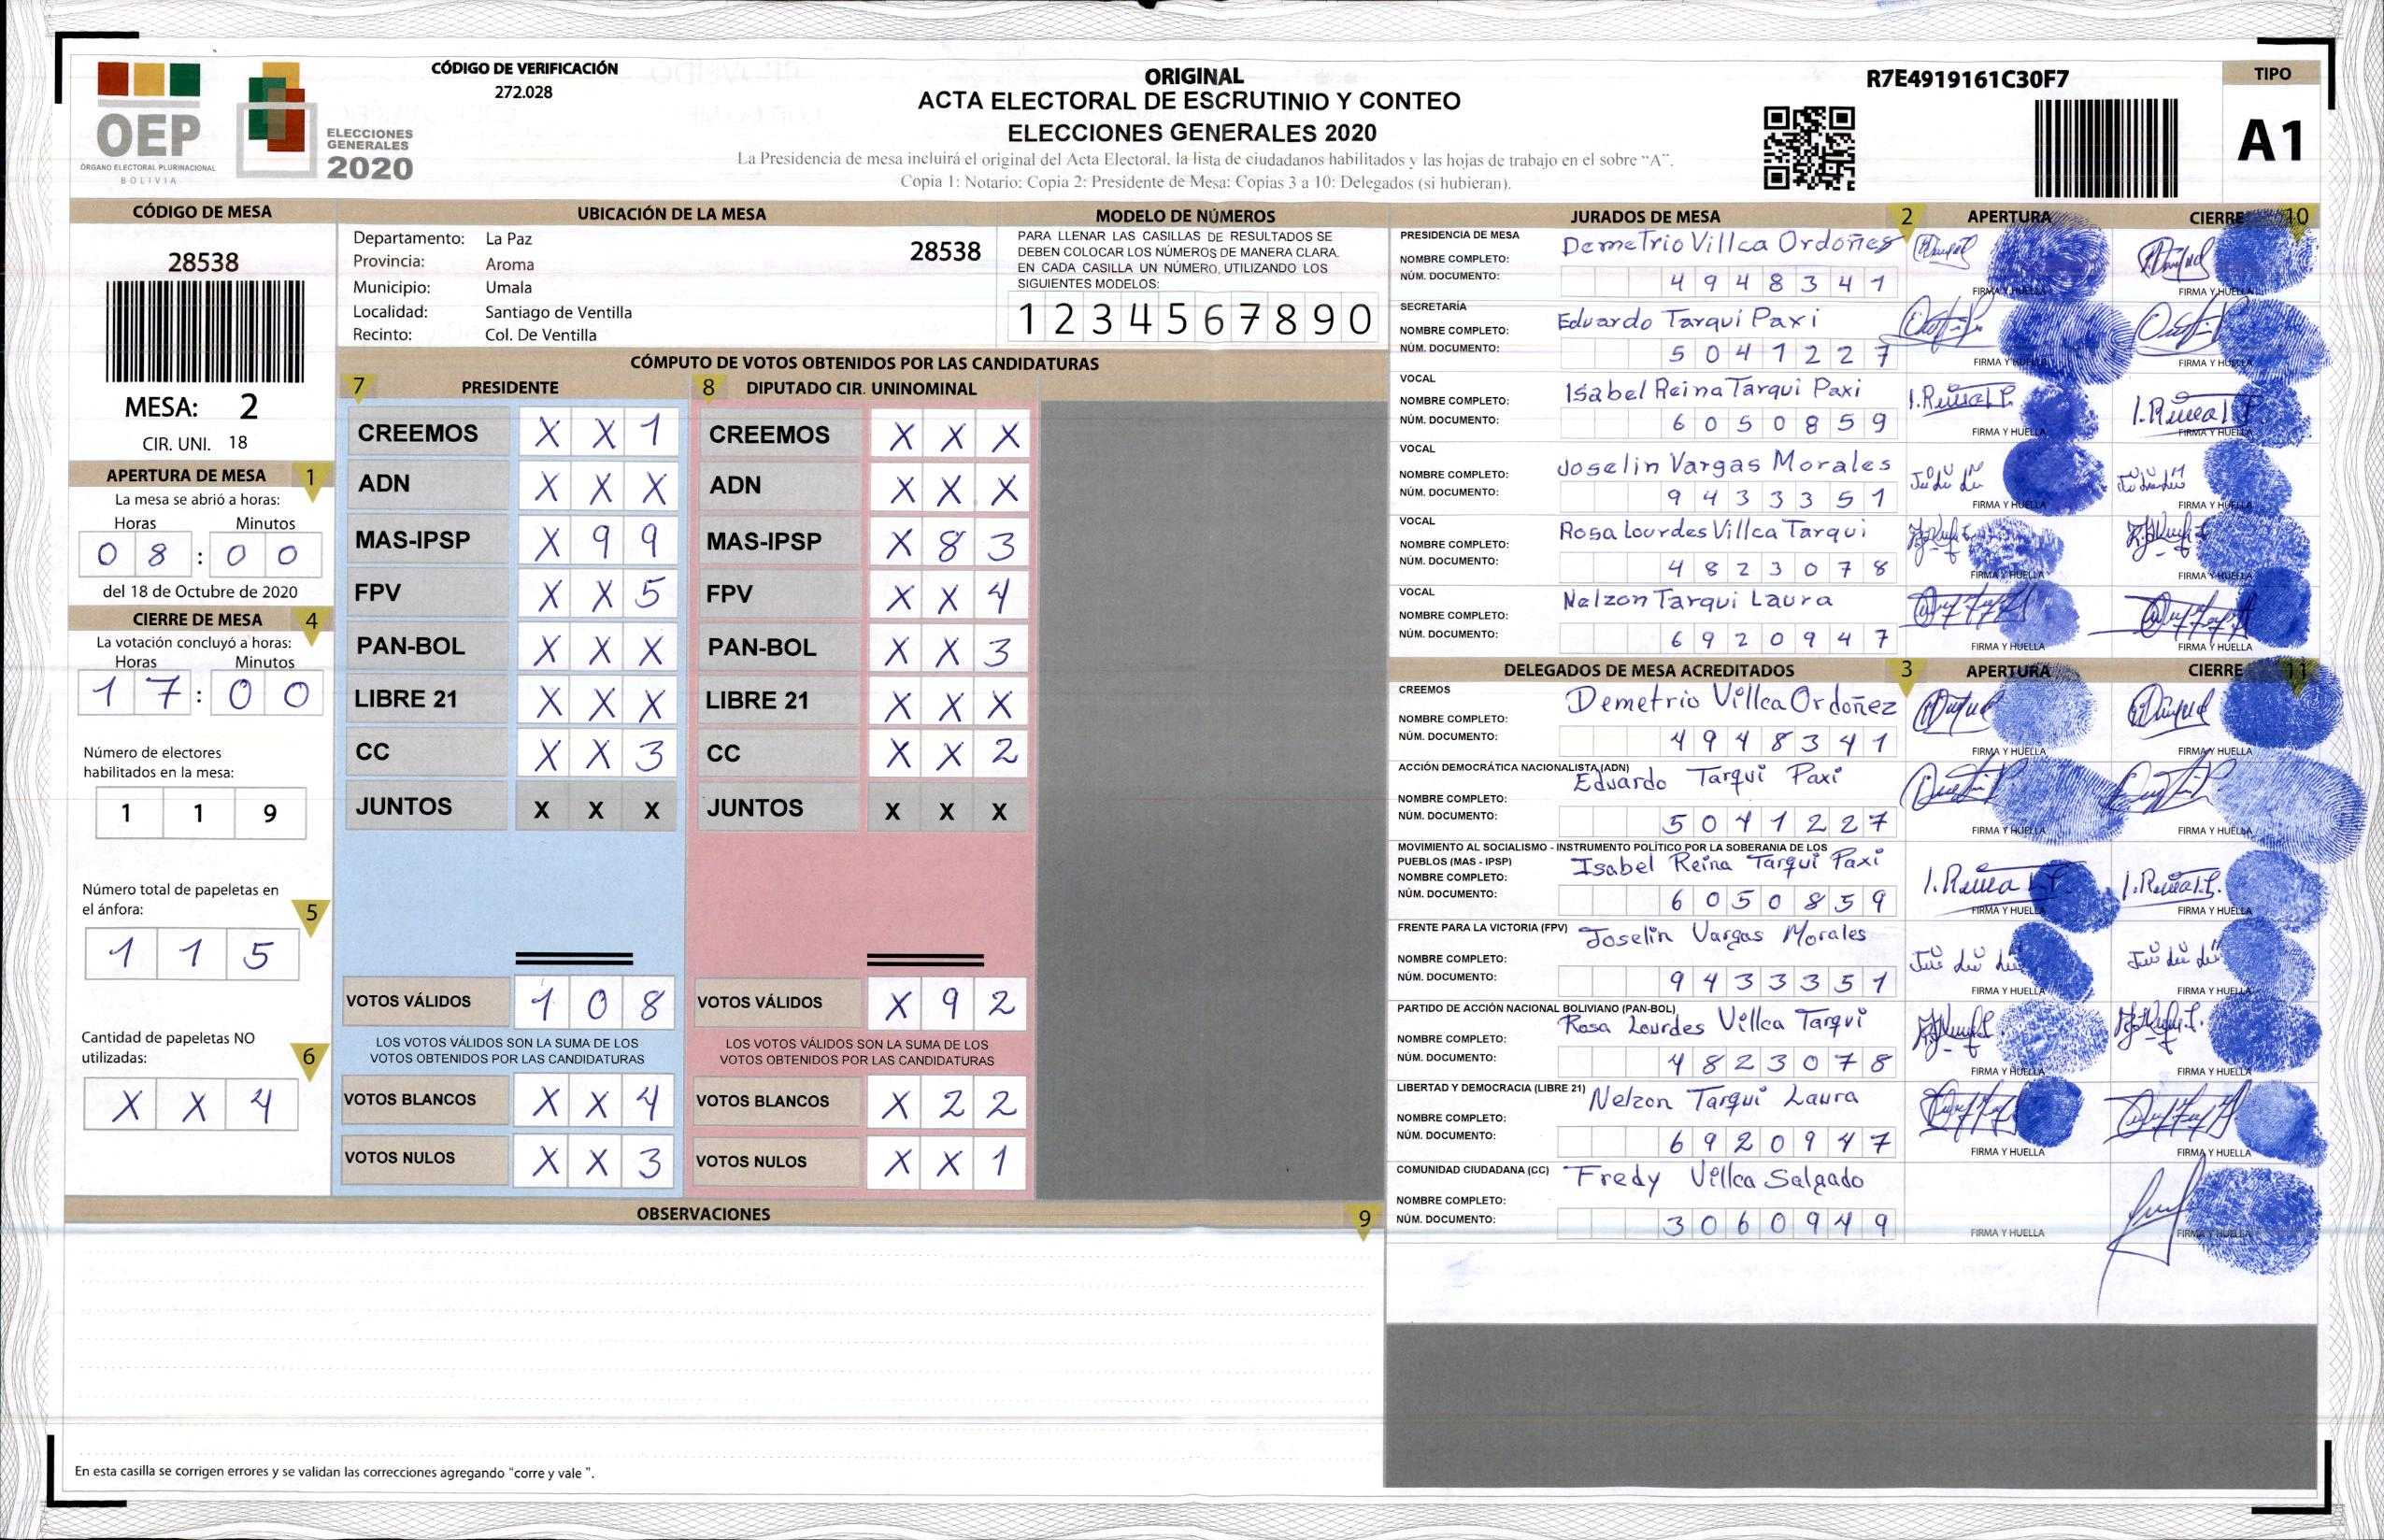 OEP
ÓRGANO ELECTORAL PLURINACIONAL
BOLIVIA
ELECCIONES
GENERALES
2020
CÓDIGO DE VERIFICACIÓN
272.028
ORIGINAL
ACTA ELECTORAL DE ESCRUTINIO Y CONTEO
ELECCIONES GENERALES 2020
La Presidencia de mesa incluirá el original del Acta Electoral, la lista de ciudadanos habilitados y las hojas de trabajo en el sobre “A”.
Copia 1: Notario: Copia 2: Presidente de Mesa: Copias 3 a 10: Delegados (si hubieran).
R7E4919161C30F7
TIPO
A1
CÓDIGO DE MESA
28538
MESA: 2
CIR. UNI. 18
APERTURA DE MESA 1
La mesa se abrió a horas:
Horas Minutos
0 8 : 0 0
del 18 de Octubre de 2020
CIERRE DE MESA 4
La votación concluyó a horas:
Horas Minutos
1 7 : 0 0
Número de electores
habilitados en la mesa:
1 1 9
Número total de papeletas en
el ánfora: 5
1 1 5
Cantidad de papeletas NO
utilizadas: 6
X X 4
UBICACIÓN DE LA MESA
Departamento: La Paz 28538
Provincia: Aroma
Municipio: Umala
Localidad: Santiago de Ventilla
Recinto: Col. De Ventilla
MODELO DE NÚMEROS
PARA LLENAR LAS CASILLAS DE RESULTADOS SE
DEBEN COLOCAR LOS NÚMEROS DE MANERA CLARA.
EN CADA CASILLA UN NÚMERO, UTILIZANDO LOS
SIGUIENTES MODELOS:
1 2 3 4 5 6 7 8 9 0
CÓMPUTO DE VOTOS OBTENIDOS POR LAS CANDIDATURAS
7 PRESIDENTE 8 DIPUTADO CIR. UNINOMINAL
CREEMOS X X 1 CREEMOS X X X
ADN X X X ADN X X X
MAS-IPSP X 9 9 MAS-IPSP X 8 3
FPV X X 5 FPV X X 4
PAN-BOL X X X PAN-BOL X X 3
LIBRE 21 X X X LIBRE 21 X X X
CC X X 3 CC X X 2
JUNTOS X X X JUNTOS X X X
VOTOS VÁLIDOS 1 0 8 VOTOS VÁLIDOS X 9 2
LOS VOTOS VÁLIDOS SON LA SUMA DE LOS LOS VOTOS VÁLIDOS SON LA SUMA DE LOS
VOTOS OBTENIDOS POR LAS CANDIDATURAS VOTOS OBTENIDOS POR LAS CANDIDATURAS
VOTOS BLANCOS X X 4 VOTOS BLANCOS X 2 2
VOTOS NULOS X X 3 VOTOS NULOS X X 1
OBSERVACIONES 9
En esta casilla se corrigen errores y se validan las correcciones agregando “corre y vale ”.
JURADOS DE MESA 2 APERTURA CIERRE 10
PRESIDENCIA DE MESA
NOMBRE COMPLETO: Demetrio Villca Ordoñes
NÚM. DOCUMENTO: 4 9 4 8 3 4 1
FIRMA Y HUELLA FIRMA Y HUELLA
SECRETARÍA
NOMBRE COMPLETO: Eduardo Tarqui Paxi
NÚM. DOCUMENTO: 5 0 4 1 2 2 7
FIRMA Y HUELLA FIRMA Y HUELLA
VOCAL
NOMBRE COMPLETO: Isabel Reina Tarqui Paxi
NÚM. DOCUMENTO: 6 0 5 0 8 5 9
FIRMA Y HUELLA FIRMA Y HUELLA
VOCAL
NOMBRE COMPLETO: Joselin Vargas Morales
NÚM. DOCUMENTO: 9 4 3 3 3 5 1
FIRMA Y HUELLA FIRMA Y HUELLA
VOCAL
NOMBRE COMPLETO: Rosa Lourdes Villca Tarqui
NÚM. DOCUMENTO: 4 8 2 3 0 7 8
FIRMA Y HUELLA FIRMA Y HUELLA
VOCAL
NOMBRE COMPLETO: Nelzon Tarqui Laura
NÚM. DOCUMENTO: 6 9 2 0 9 4 7
FIRMA Y HUELLA FIRMA Y HUELLA
DELEGADOS DE MESA ACREDITADOS 3 APERTURA CIERRE 11
CREEMOS
NOMBRE COMPLETO: Demetrio Villca Ordoñez
NÚM. DOCUMENTO: 4 9 4 8 3 4 1
FIRMA Y HUELLA FIRMA Y HUELLA
ACCIÓN DEMOCRÁTICA NACIONALISTA (ADN)
NOMBRE COMPLETO: Eduardo Tarqui Paxi
NÚM. DOCUMENTO: 5 0 4 1 2 2 7
FIRMA Y HUELLA FIRMA Y HUELLA
MOVIMIENTO AL SOCIALISMO - INSTRUMENTO POLÍTICO POR LA SOBERANIA DE LOS
PUEBLOS (MAS - IPSP)
NOMBRE COMPLETO: Isabel Reina Tarqui Paxi
NÚM. DOCUMENTO: 6 0 5 0 8 5 9
FIRMA Y HUELLA FIRMA Y HUELLA
FRENTE PARA LA VICTORIA (FPV)
NOMBRE COMPLETO: Joselin Vargas Morales
NÚM. DOCUMENTO: 9 4 3 3 3 5 1
FIRMA Y HUELLA FIRMA Y HUELLA
PARTIDO DE ACCIÓN NACIONAL BOLIVIANO (PAN-BOL)
NOMBRE COMPLETO: Rosa Lourdes Villca Tarqui
NÚM. DOCUMENTO: 4 8 2 3 0 7 8
FIRMA Y HUELLA FIRMA Y HUELLA
LIBERTAD Y DEMOCRACIA (LIBRE 21)
NOMBRE COMPLETO: Nelzon Tarqui Laura
NÚM. DOCUMENTO: 6 9 2 0 9 4 7
FIRMA Y HUELLA FIRMA Y HUELLA
COMUNIDAD CIUDADANA (CC)
NOMBRE COMPLETO: Fredy Villca Salgado
NÚM. DOCUMENTO: 3 0 6 0 9 4 9
FIRMA Y HUELLA FIRMA Y HUELLA